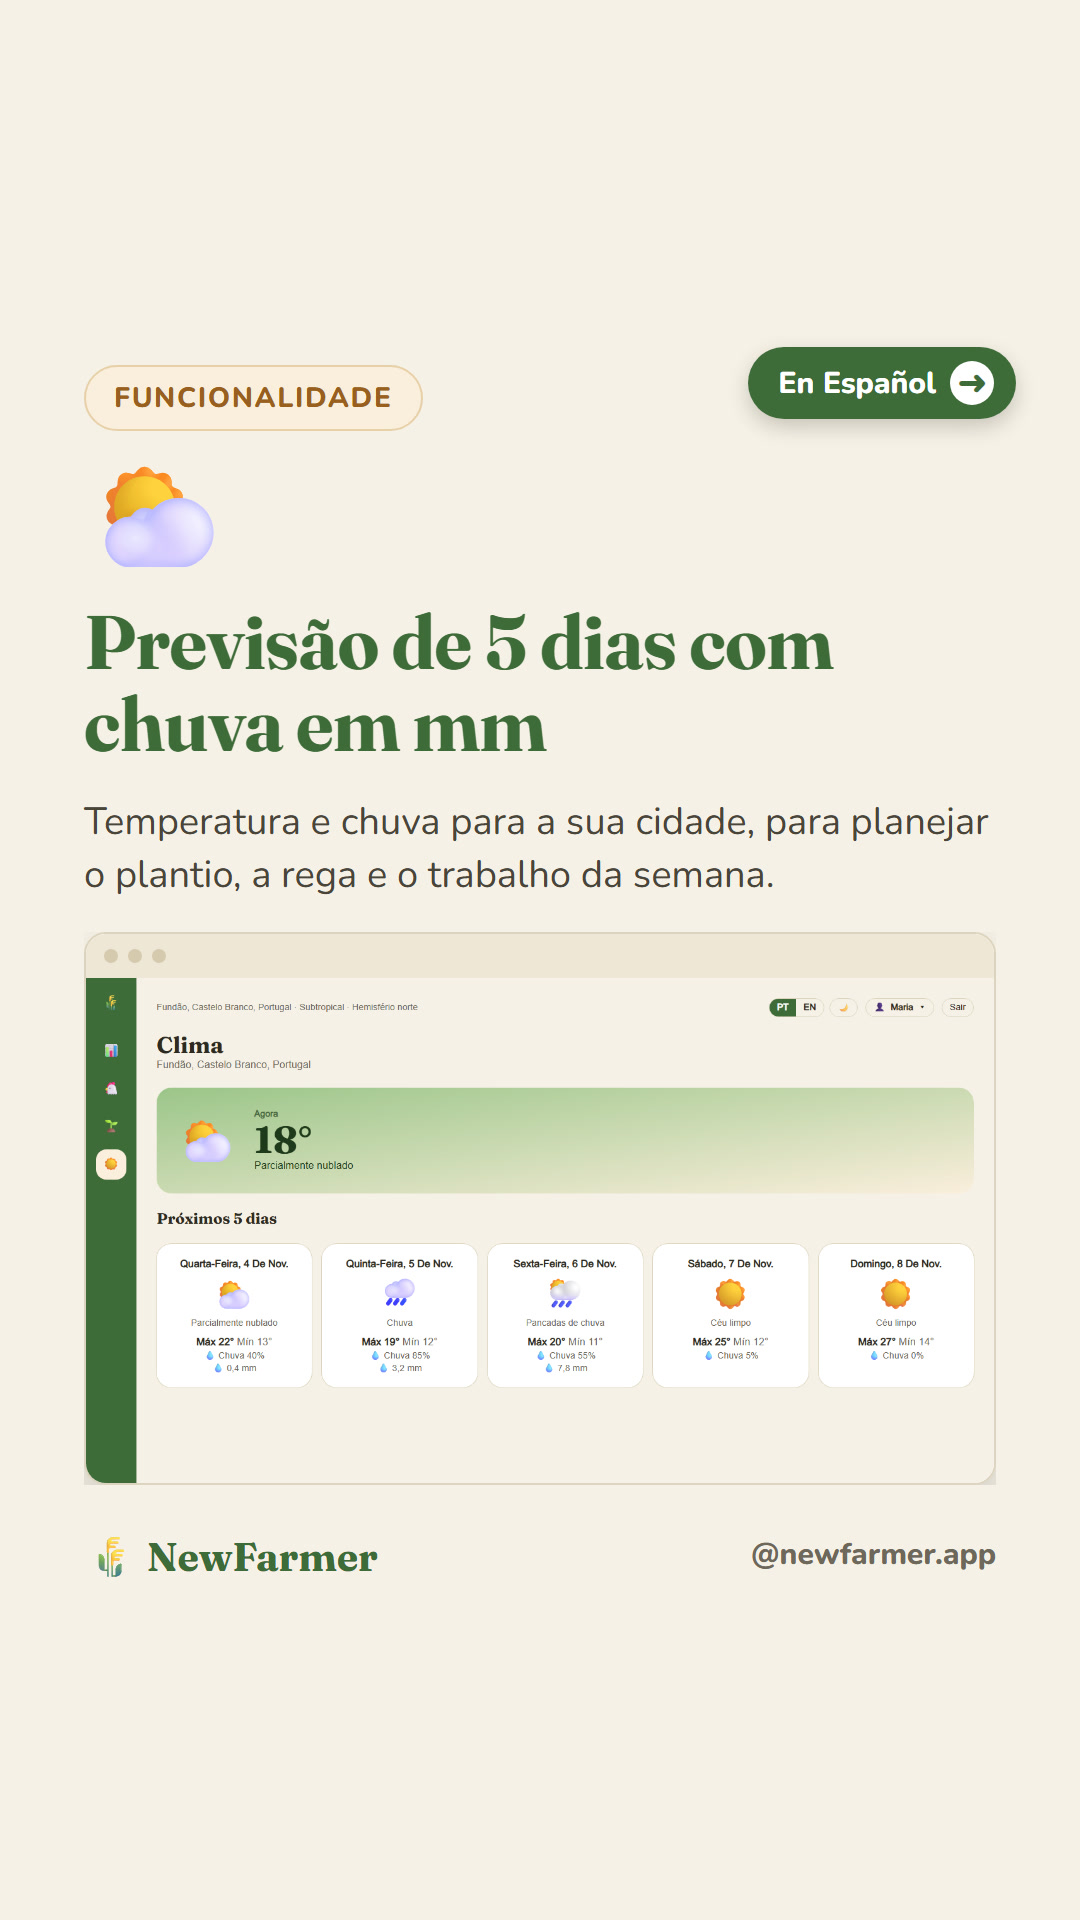 FUNCIONALIDADE
En Español
Previsão de 5 dias com
chuva em mm
Temperatura e chuva para a sua cidade, para planejar
o plantio, a rega e o trabalho da semana.
Fundão, Castelo Branco, Portugal · Subtropical · Hemisfério norte
PT EN
Maria
Sair
Clima
Fundão, Castelo Branco, Portugal
Agora
18°
Parcialmente nublado
Próximos 5 dias
Quarta-Feira, 4 De Nov.
Parcialmente nublado
Máx 22° Mín 13°
Chuva 40%
0,4 mm
Quinta-Feira, 5 De Nov.
Chuva
Máx 19° Mín 12°
Chuva 85%
3,2 mm
Sexta-Feira, 6 De Nov.
Pancadas de chuva
Máx 20° Mín 11°
Chuva 55%
7,8 mm
Sábado, 7 De Nov.
Céu limpo
Máx 25° Mín 12°
Chuva 5%
Domingo, 8 De Nov.
Céu limpo
Máx 27° Mín 14°
Chuva 0%
NewFarmer
@newfarmer.app